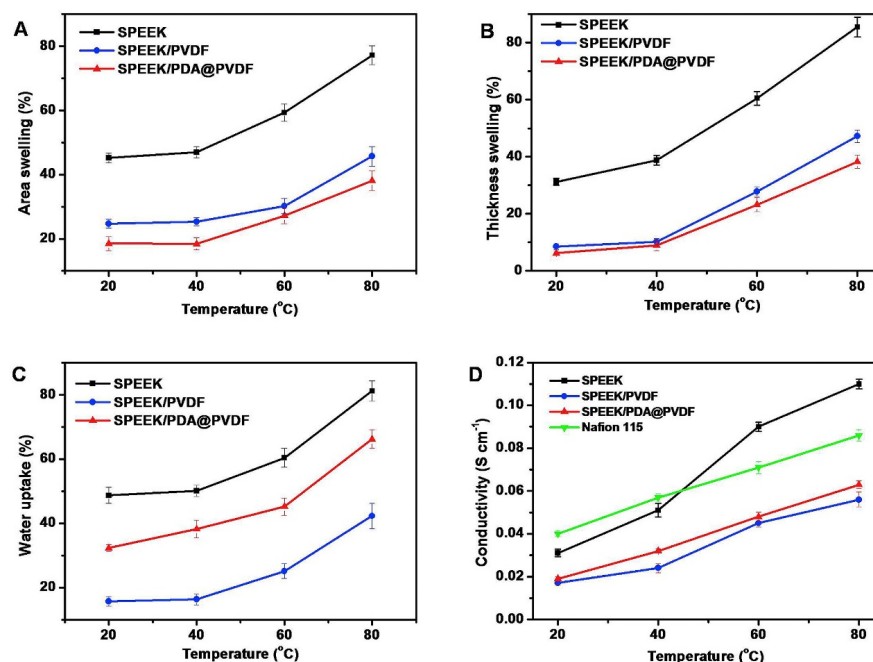 A
SPEEK
SPEEK/PVDF
SPEEK/PDA@PVDF
Area swelling (%)
80
60
40
20
20 40 60 80
Temperature (°C)
B
SPEEK
SPEEK/PVDF
SPEEK/PDA@PVDF
Thickness swelling (%)
80
60
40
20
0
20 40 60 80
Temperature (°C)
C
SPEEK
SPEEK/PVDF
SPEEK/PDA@PVDF
Water uptake (%)
80
60
40
20
20 40 60 80
Temperature (°C)
D
SPEEK
SPEEK/PVDF
SPEEK/PDA@PVDF
Nafion 115
Conductivity (S cm⁻¹)
0.12
0.10
0.08
0.06
0.04
0.02
0.00
20 40 60 80
Temperature (°C)